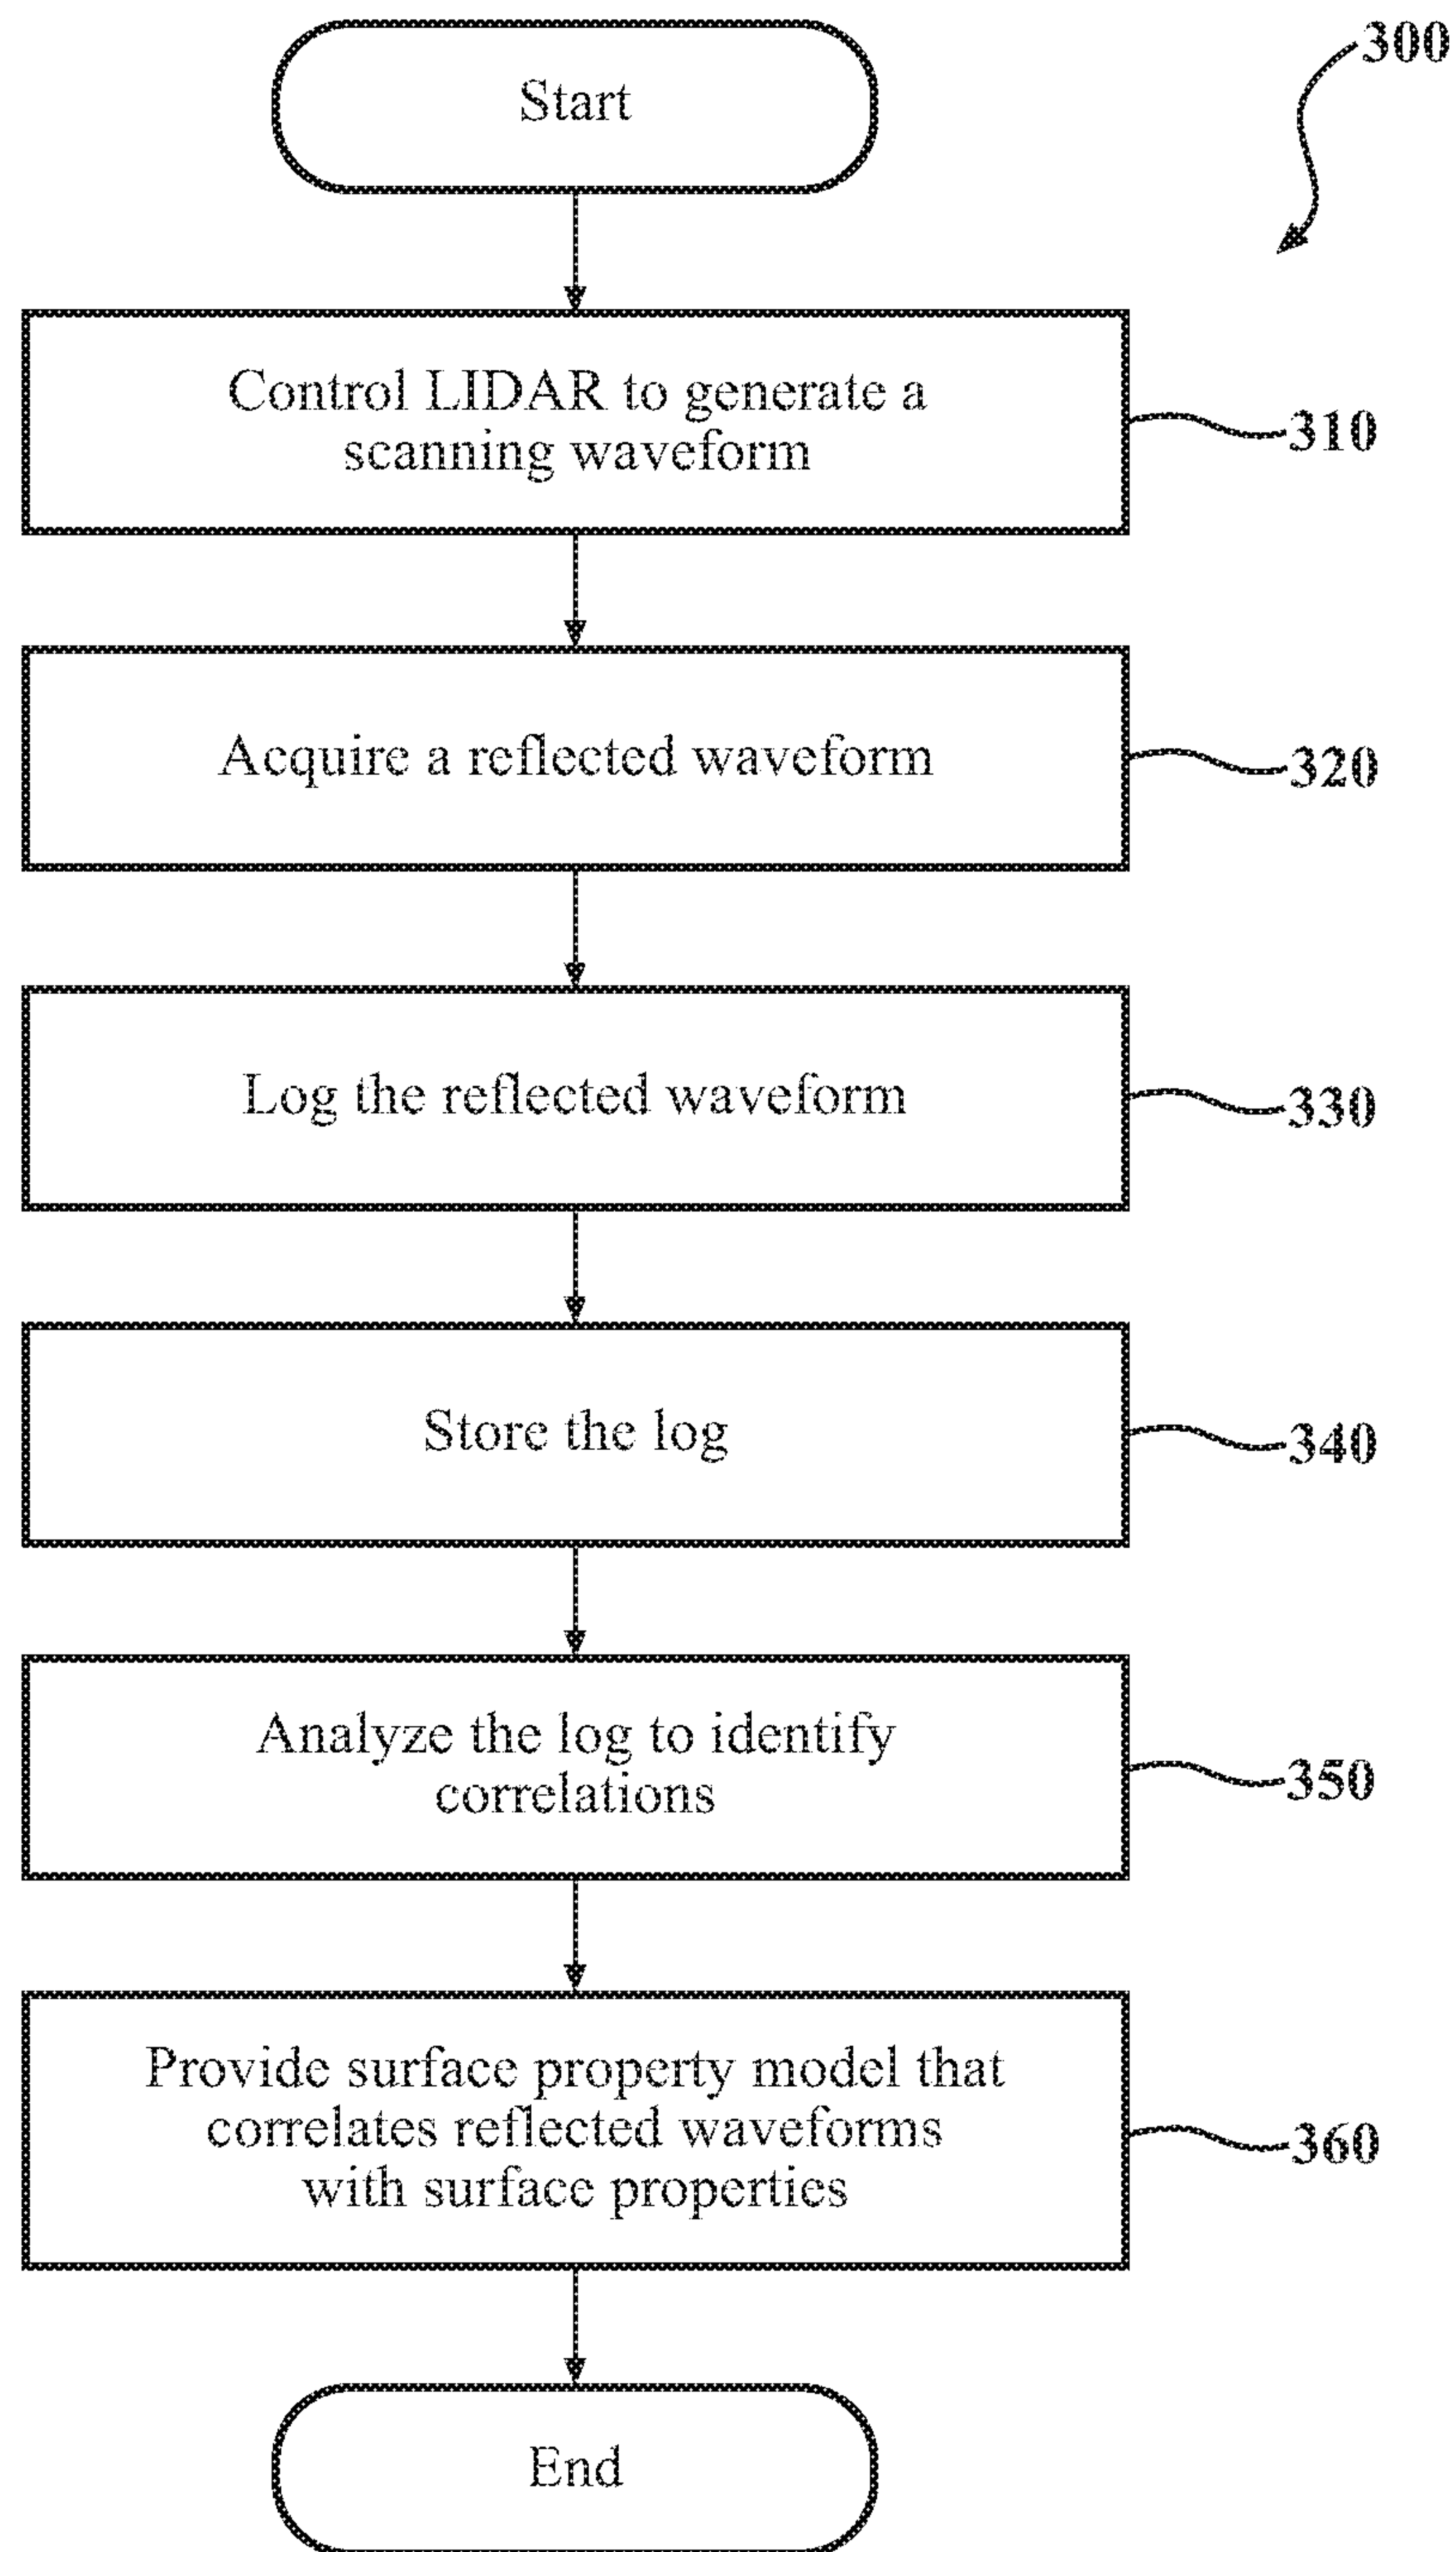 300
Start
Control LIDAR to generate a
scanning waveform
310
Acquire a reflected waveform
320
Log the reflected waveform
330
Store the log
340
Analyze the log to identify
correlations
350
Provide surface property model that
correlates reflected waveforms
with surface properties
360
End